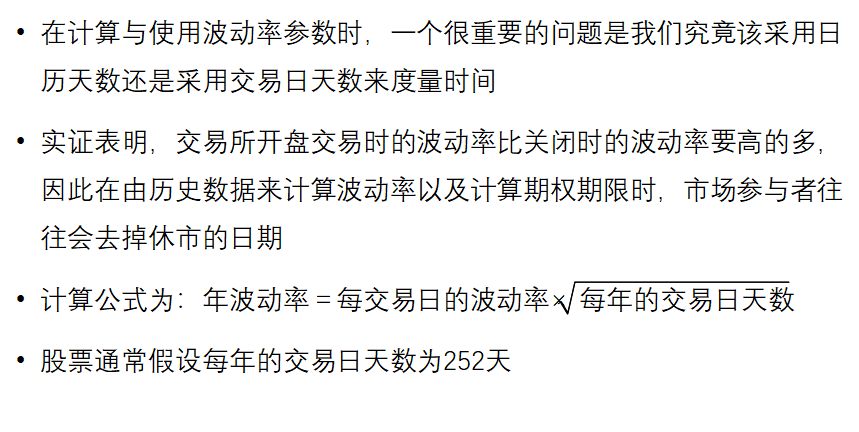 • 在计算与使用波动率参数时，一个很重要的问题是我们究竟该采用日
历天数还是采用交易日天数来度量时间
• 实证表明，交易所开盘交易时的波动率比关闭时的波动率要高的多，
因此在由历史数据来计算波动率以及计算期权期限时，市场参与者往
往会去掉休市的日期
• 计算公式为：年波动率＝每交易日的波动率×√每年的交易日天数
• 股票通常假设每年的交易日天数为252天